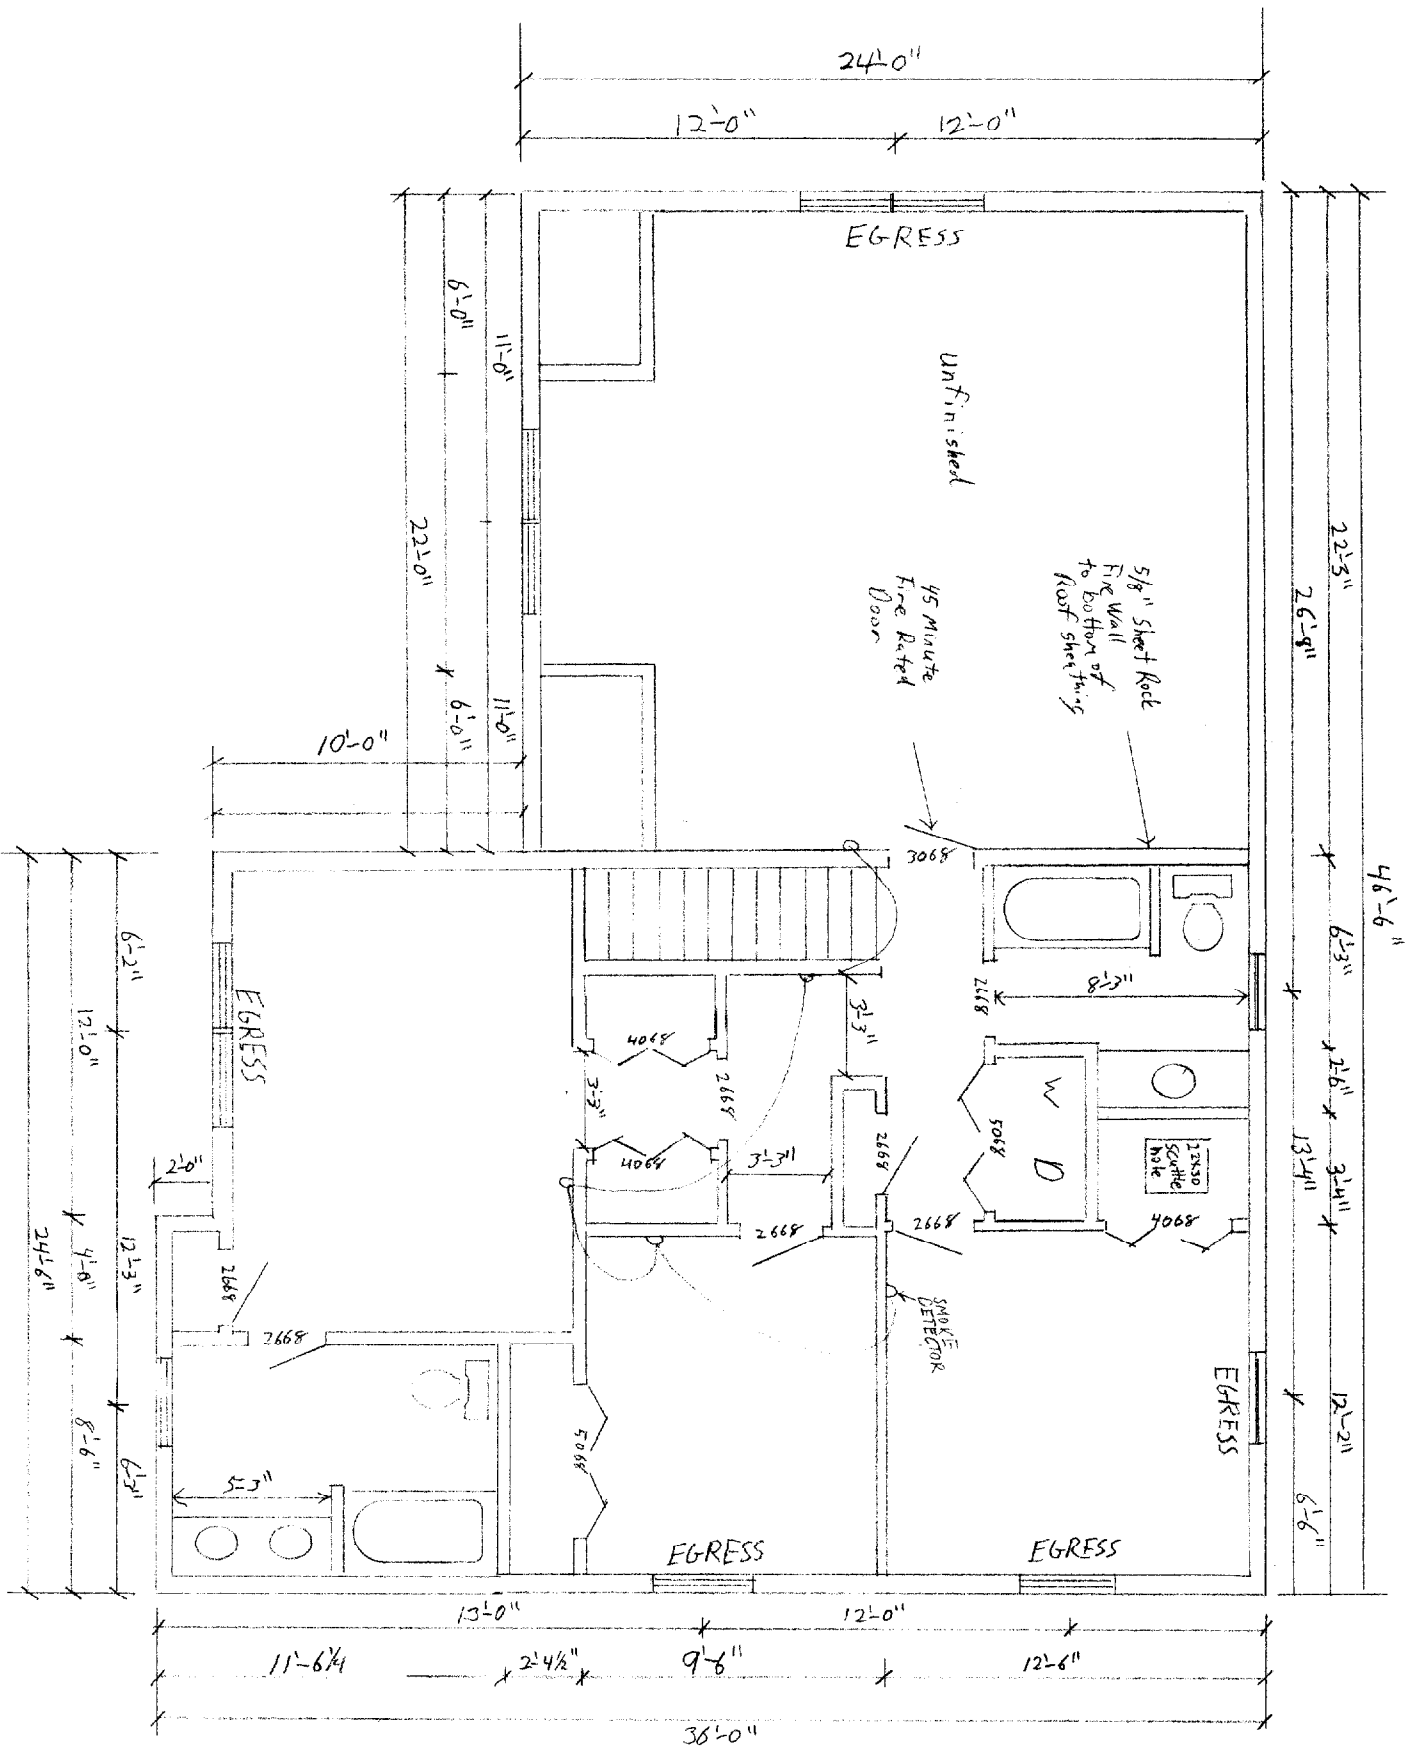 24'-0"
12'-0"
12'-0"
EGRESS
6'-0"
11'-0"
22'-0"
11'-0"
6'-0"
10'-0"
Unfinished
5/8" Sheet Rock
Fire Wall
to bottom of
Roof sheathing
45 Minute
Fire Rated
Door
22'-3"
26'-8"
46'-6"
6'-3"
2'-6"
13'-4"
3'-4"
12'-2"
6'-6"
3068
2668
8'-3"
3'-3"
4068
3'-3"
2668
4068
3'-3"
2668
5068
W
D
22x30
Scuttle
hole
2668
2668
4068
EGRESS
6'-2"
12'-0"
2'-0"
24'-6"
4'-0"
12'-3"
8'-6"
6'-3"
2668
2668
SMOKE
DETECTOR
EGRESS
5068
5'-3"
EGRESS
EGRESS
13'-0"
12'-0"
11'-6 1/4
2'-4 1/2"
9'-6"
12'-6"
36'-0"